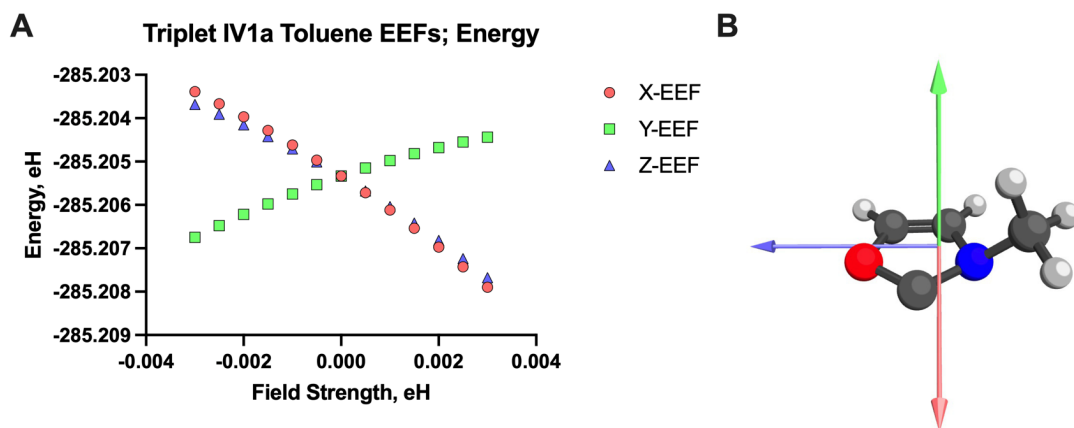 A
Triplet IV1a Toluene EEFs; Energy
B
-285.203
-285.204
-285.205
-285.206
-285.207
-285.208
-285.209
Energy, eH
-0.004
-0.002
0.000
0.002
0.004
Field Strength, eH
X-EEF
Y-EEF
Z-EEF